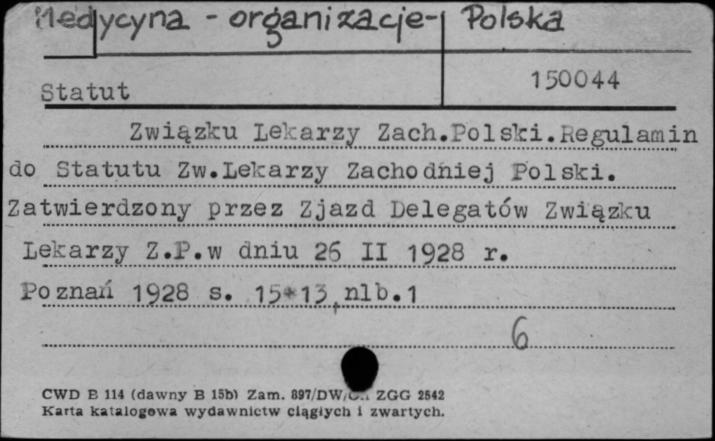 Medycyna - organizacje - Polska
150044
Statut
Związku Lekarzy Zach.Polski.Regulamin
do Statutu Zw.Lekarzy Zachodniej Polski.
Zatwierdzony przez Zjazd Delegatów Związku
Lekarzy Z.P.w dniu 26 II 1928 r.
Poznań 1928 s. 15+13,nlb.1
6
CWD B 114 (dawny B 15b) Zam. 897/DW/ ZGG 2542
Karta katalogowa wydawnictw ciągłych i zwartych.